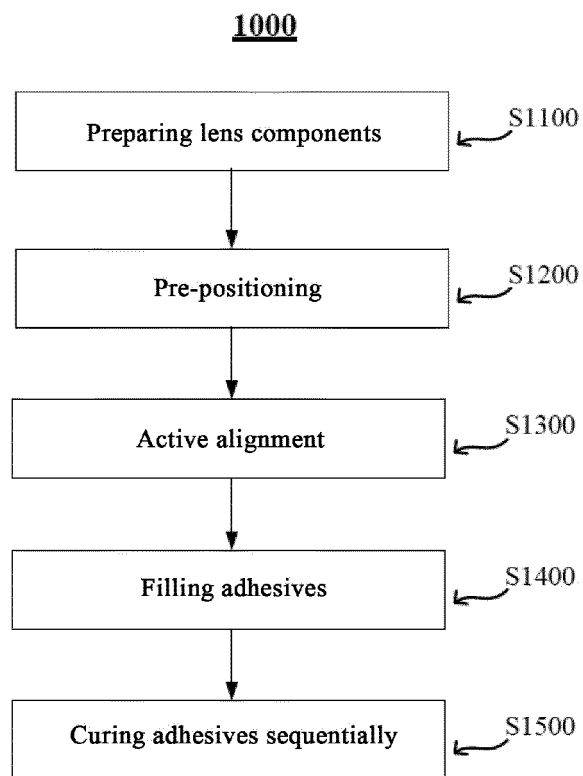 1000
Preparing lens components
S1100
Pre-positioning
S1200
Active alignment
S1300
Filling adhesives
S1400
Curing adhesives sequentially
S1500